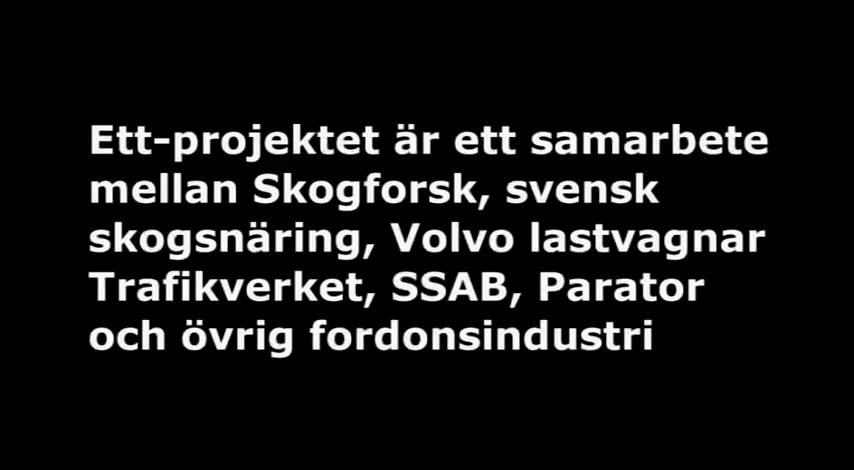 Ett-projektet är ett samarbete
mellan Skogforsk, svensk
skogsnäring, Volvo lastvagnar
Trafikverket, SSAB, Parator
och övrig fordonsindustri